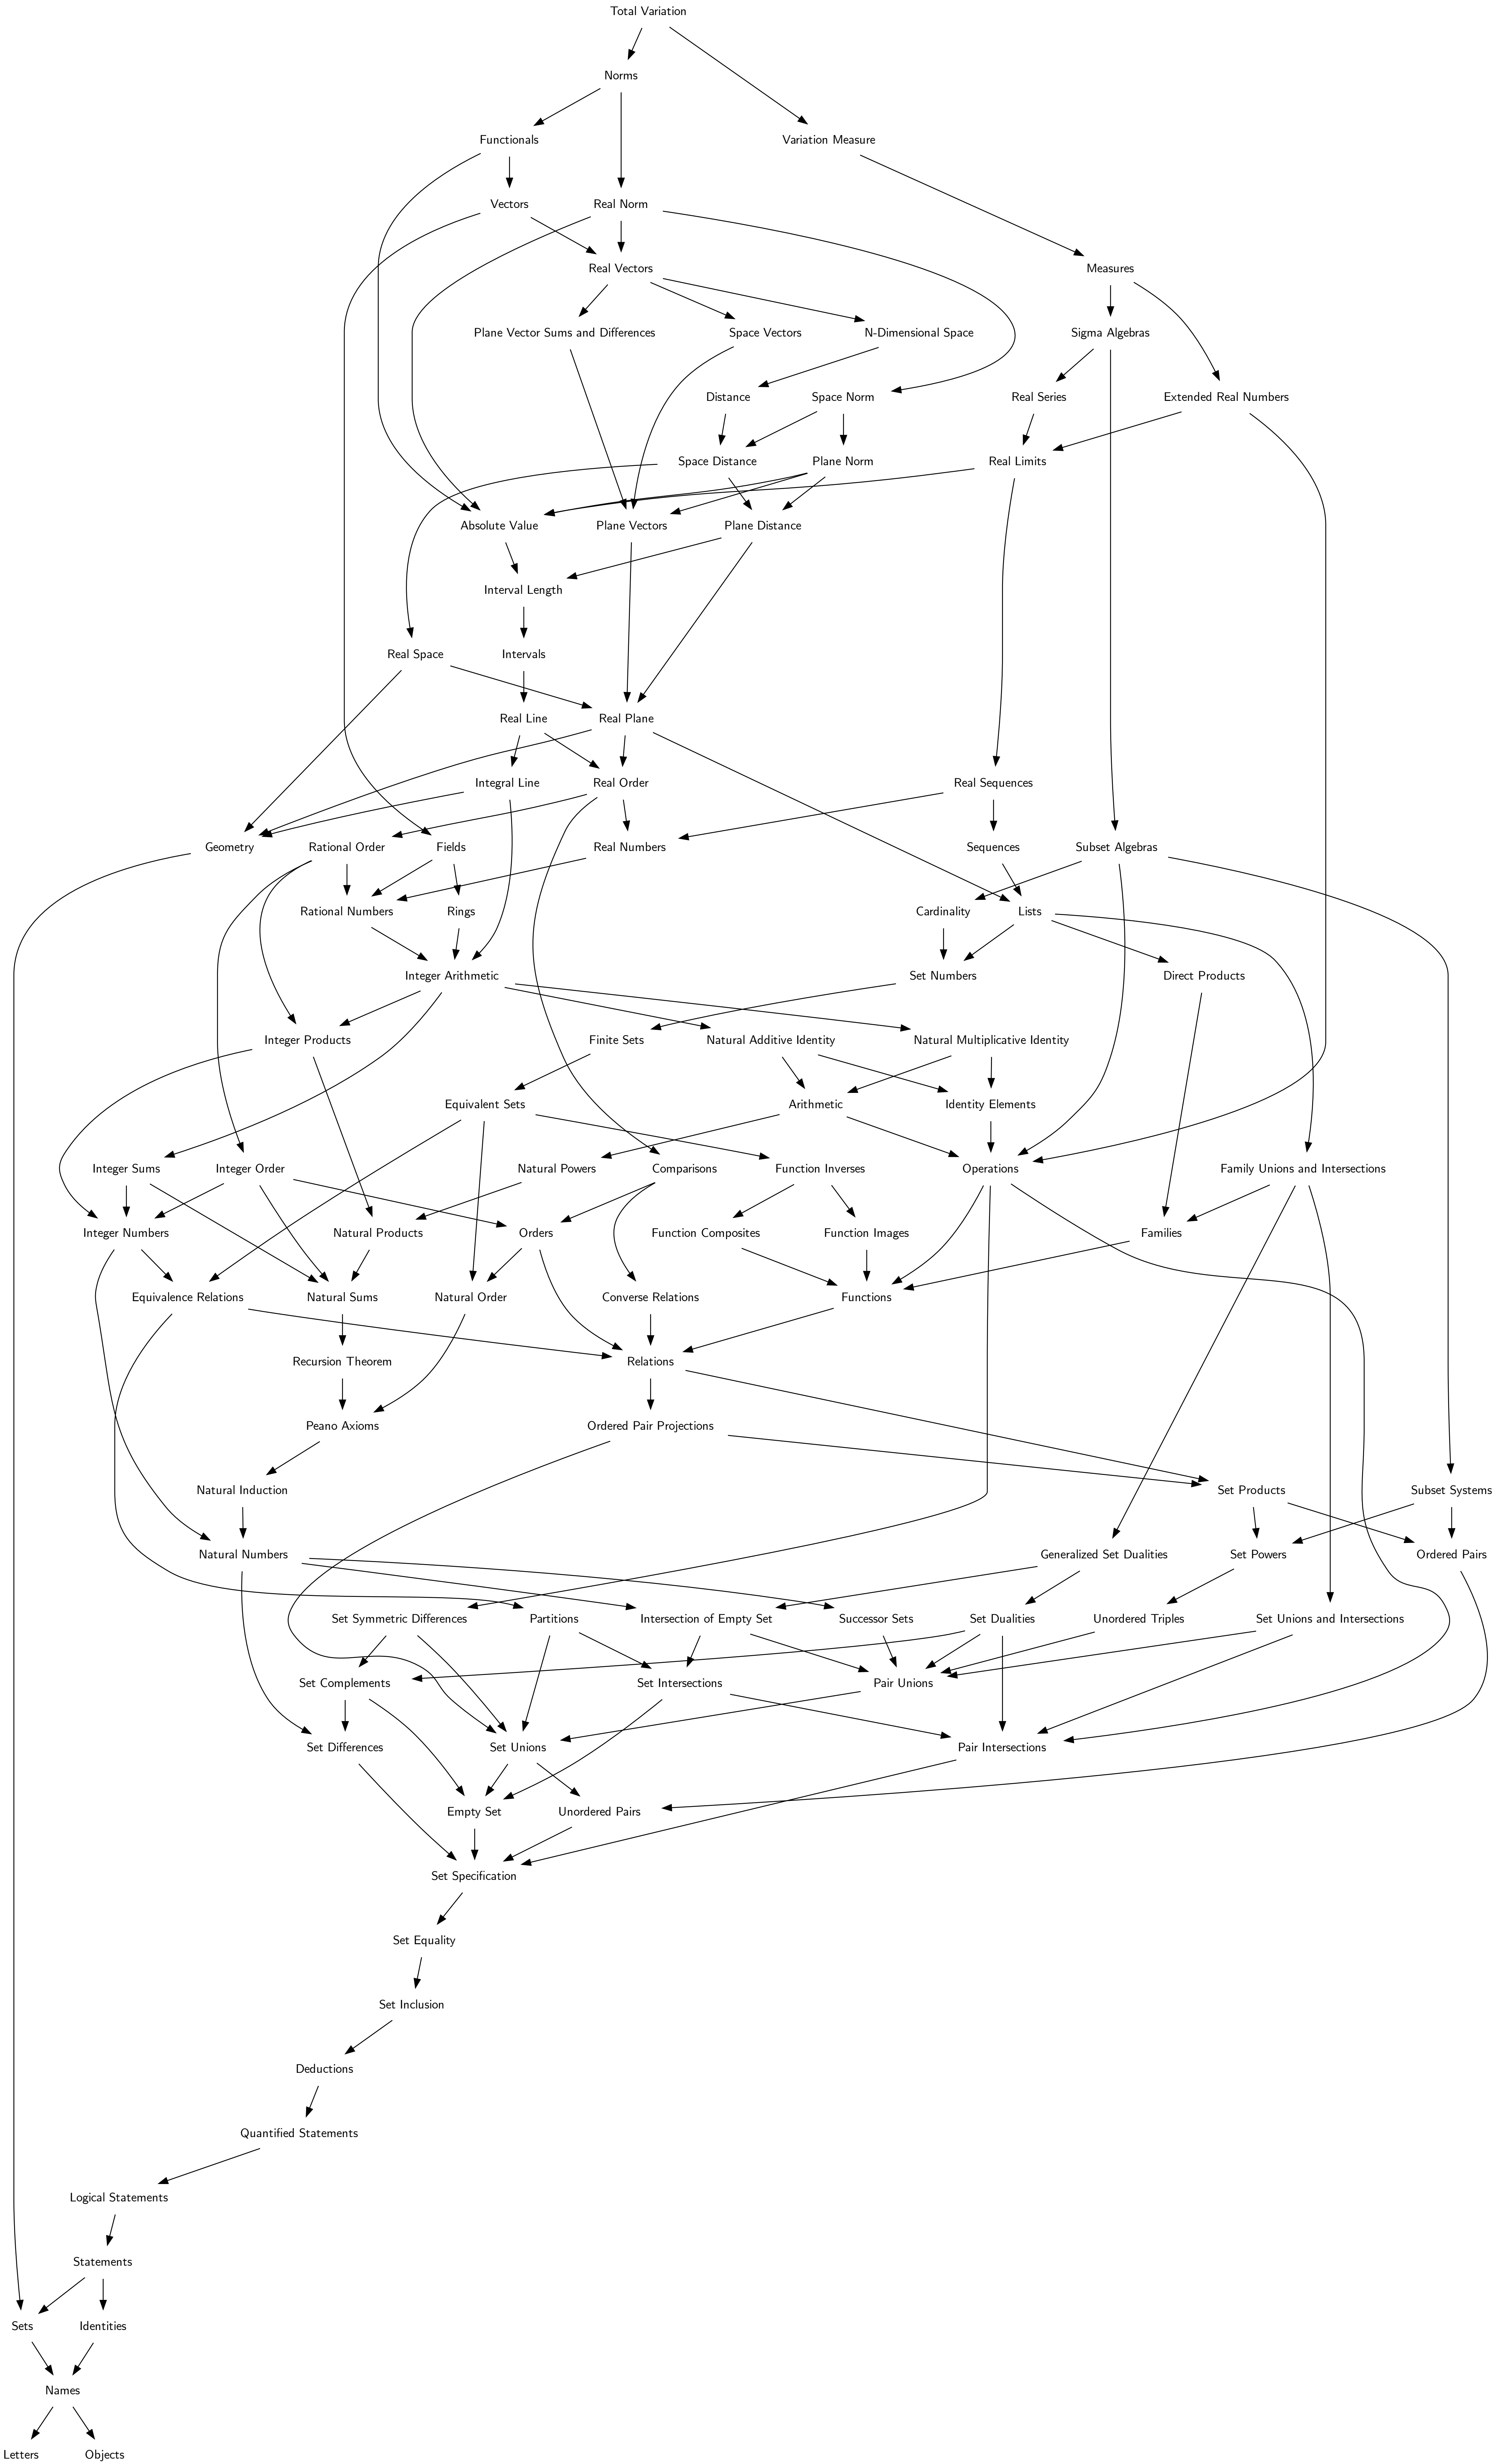 Total Variation
Norms
Functionals
Variation Measure
Vectors
Real Norm
Real Vectors
Measures
Plane Vector Sums and Differences
Space Vectors
N-Dimensional Space
Sigma Algebras
Distance
Space Norm
Real Series
Extended Real Numbers
Space Distance
Plane Norm
Real Limits
Absolute Value
Plane Vectors
Plane Distance
Interval Length
Real Space
Intervals
Real Line
Real Plane
Integral Line
Real Order
Real Sequences
Geometry
Rational Order
Fields
Real Numbers
Sequences
Subset Algebras
Rational Numbers
Rings
Cardinality
Lists
Integer Arithmetic
Set Numbers
Direct Products
Integer Products
Finite Sets
Natural Additive Identity
Natural Multiplicative Identity
Equivalent Sets
Arithmetic
Identity Elements
Integer Sums
Integer Order
Natural Powers
Comparisons
Function Inverses
Operations
Family Unions and Intersections
Integer Numbers
Natural Products
Orders
Function Composites
Function Images
Families
Equivalence Relations
Natural Sums
Natural Order
Converse Relations
Functions
Recursion Theorem
Relations
Peano Axioms
Ordered Pair Projections
Natural Induction
Set Products
Subset Systems
Natural Numbers
Generalized Set Dualities
Set Powers
Ordered Pairs
Set Symmetric Differences
Partitions
Intersection of Empty Set
Successor Sets
Set Dualities
Unordered Triples
Set Unions and Intersections
Set Complements
Set Intersections
Pair Unions
Set Differences
Set Unions
Pair Intersections
Empty Set
Unordered Pairs
Set Specification
Set Equality
Set Inclusion
Deductions
Quantified Statements
Logical Statements
Statements
Sets
Identities
Names
Letters
Objects